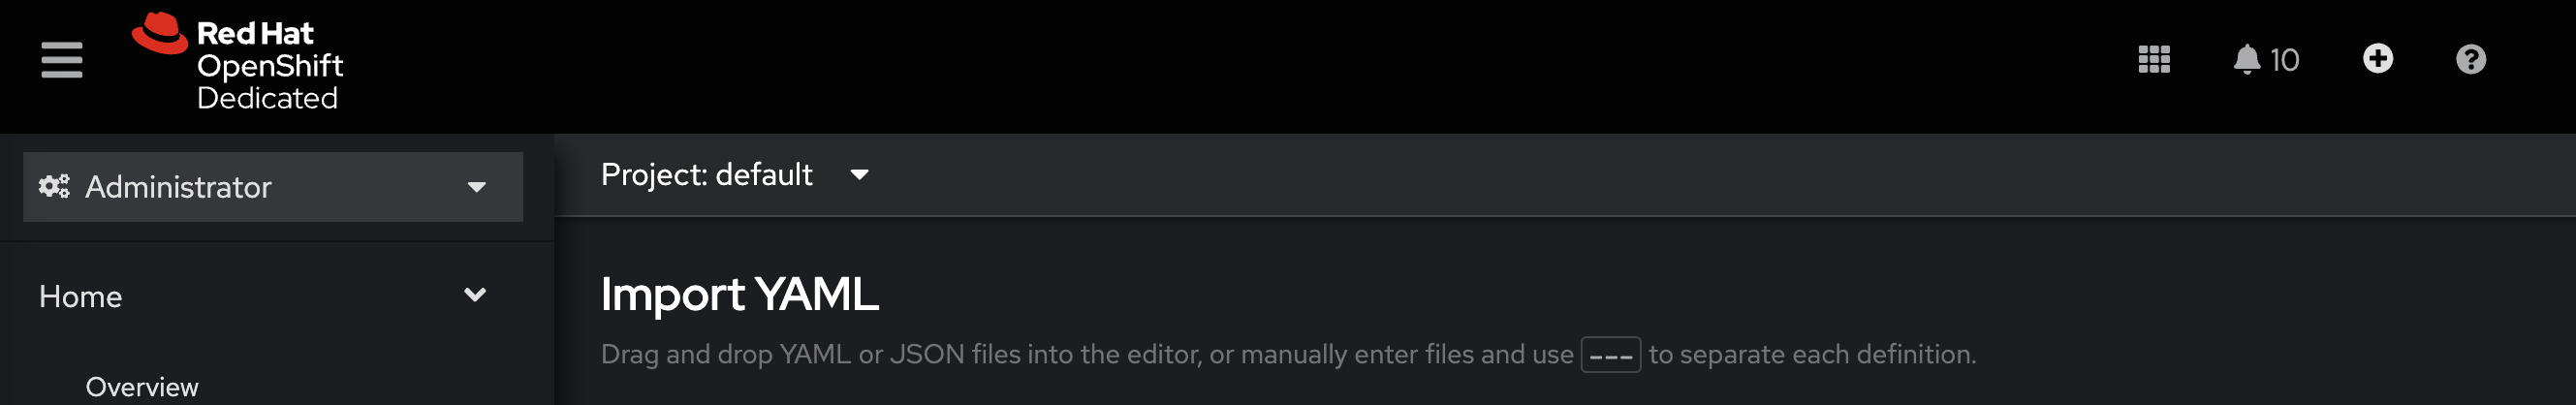 Red Hat
OpenShift
Dedicated
10
Administrator
Project: default
Home
Import YAML
Drag and drop YAML or JSON files into the editor, or manually enter files and use --- to separate each definition.
Overview